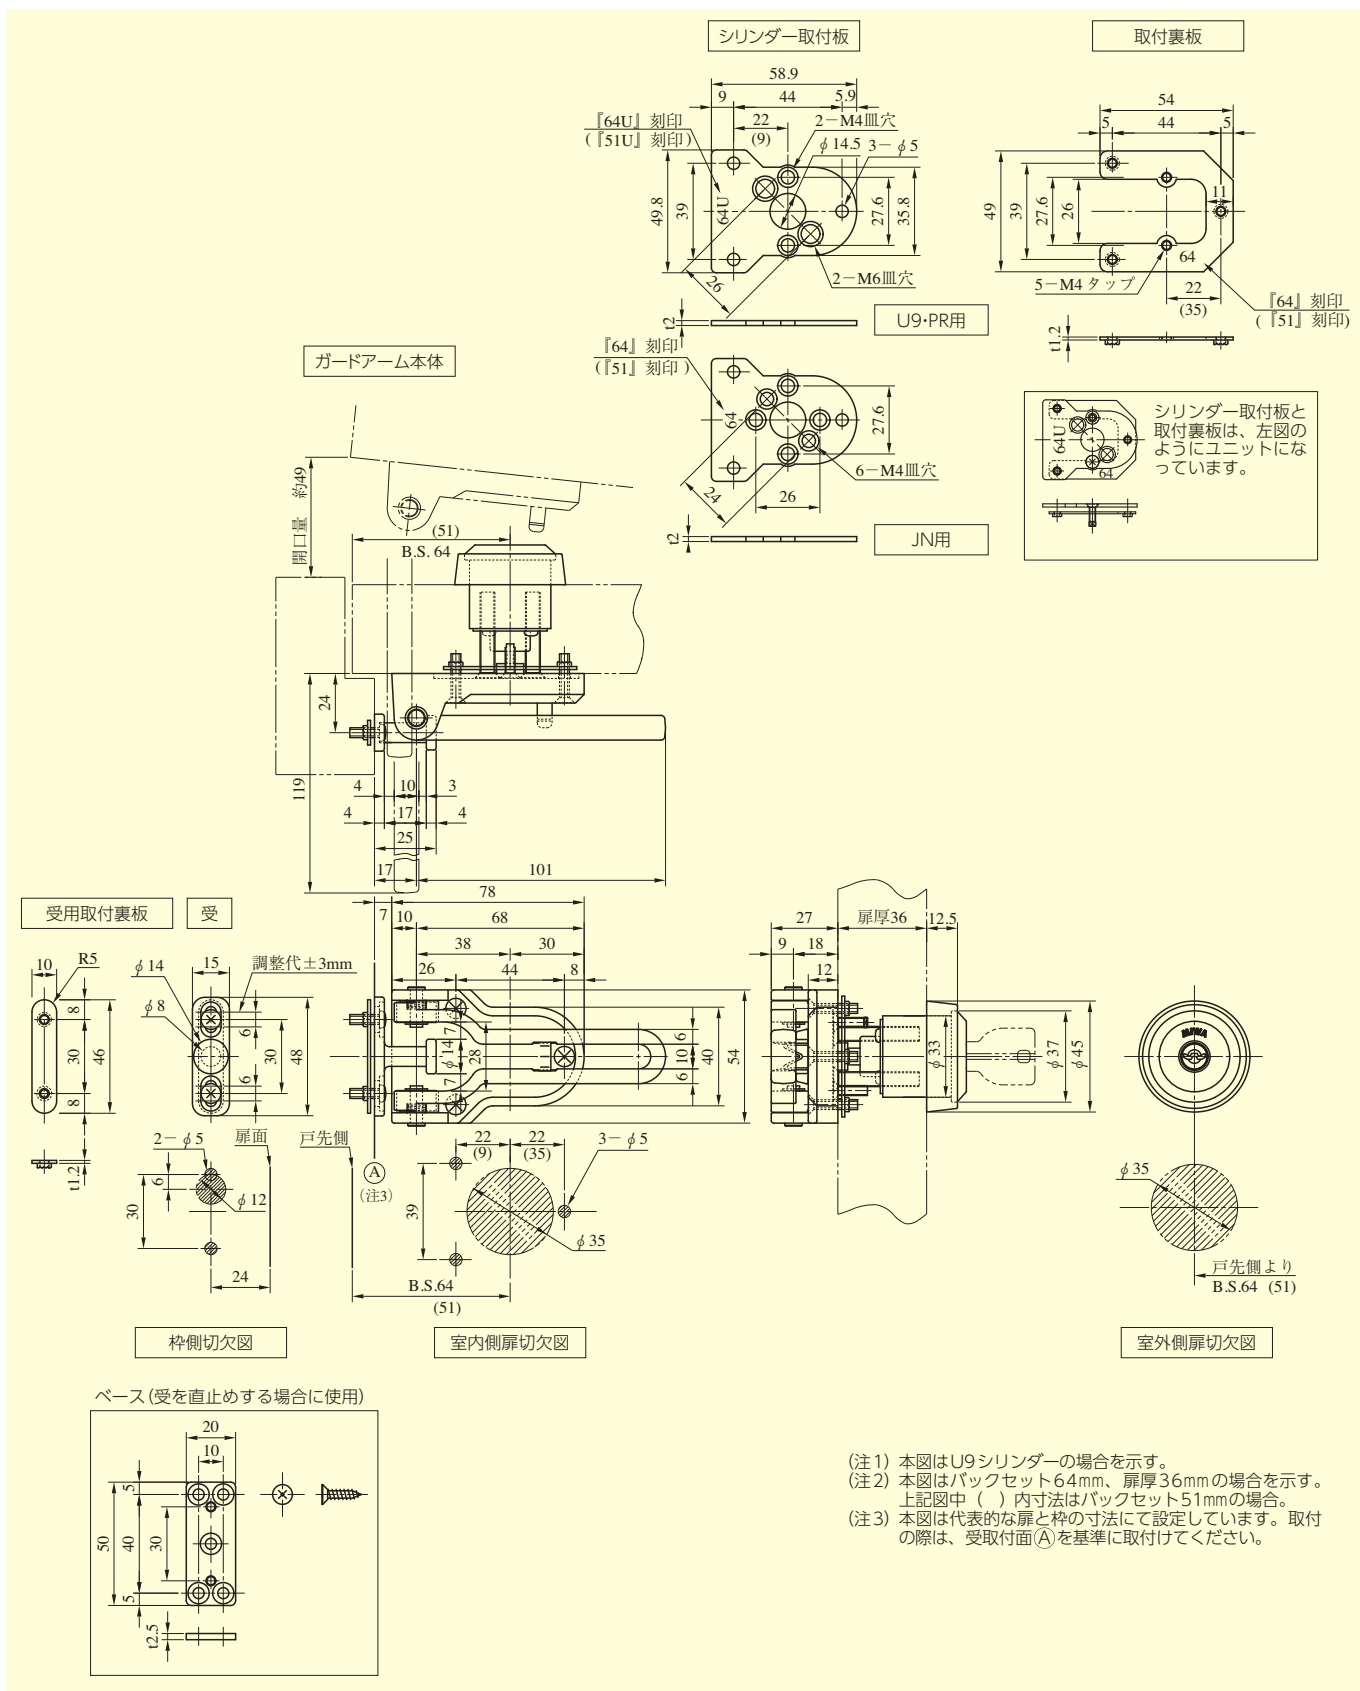 シリンダー取付板
58.9
9
44
5.9
22
(9)
2－M4皿穴
φ14.5
3－φ5
『64U』刻印
(『51U』刻印)
49.8
39
64U
27.6
35.8
26
2－M6皿穴
t2
U9･PR用
『64』刻印
(『51』刻印)
64
27.6
6－M4皿穴
24
26
t2
JN用
取付裏板
54
5
44
5
11
49
39
27.6
26
64
5－M4タップ
22
(35)
『64』刻印
(『51』刻印)
t1.2
64U
64
シリンダー取付板と
取付裏板は、左図の
ようにユニットにな
っています。
ガードアーム本体
開口量 約49
(51)
B.S. 64
24
119
4
10
3
4
17
4
25
17
101
78
7
10
68
38
30
26
44
8
7
φ14
28
7
6
10
6
40
54
Ⓐ
(注3)
27
扉厚36
12.5
9
18
12
φ33
φ37
φ45
MIWA
受用取付裏板
受
10
R5
8
30
46
8
t1.2
φ14
φ8
15
調整代±3mm
6
30
48
6
2－φ5
扉面
6
30
φ12
24
枠側切欠図
戸先側
22
(9)
22
(35)
3－φ5
39
φ35
B.S.64
(51)
室内側扉切欠図
φ35
戸先側より
B.S.64 (51)
室外側扉切欠図
ベース(受を直止めする場合に使用)
20
10
5
50
40
30
5
t2.5
(注1) 本図はU9シリンダーの場合を示す。
(注2) 本図はバックセット64mm、扉厚36mmの場合を示す。
上記図中（ ）内寸法はバックセット51mmの場合。
(注3) 本図は代表的な扉と枠の寸法にて設定しています。取付
の際は、受取付面Ⓐを基準に取付けてください。